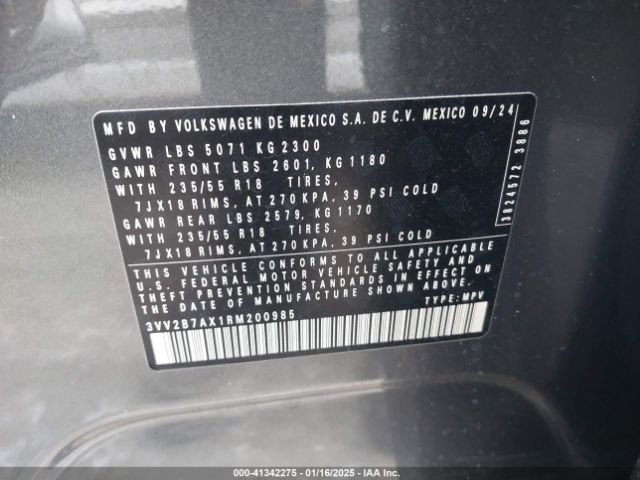 MFD BY VOLKSWAGEN DE MEXICO S.A. DE C.V. MEXICO 09/24
GVWR LBS 5071 KG 2300
GAWR FRONT LBS 2601, KG 1180
WITH 235/55 R18 TIRES,
7JX18 RIMS, AT 270 KPA, 39 PSI COLD
GAWR REAR LBS 2579, KG 1170
WITH 235/55 R18 TIRES,
7JX18 RIMS, AT 270 KPA, 39 PSI COLD
THIS VEHICLE CONFORMS TO ALL APPLICABLE
U.S. FEDERAL MOTOR VEHICLE SAFETY AND
THEFT PREVENTION STANDARDS IN EFFECT ON
THE DATE OF MANUFACTURE SHOWN ABOVE.
3VV2B7AX1RM200985 TYPE: MPV
3824572 3886
000-41342275 - 01/16/2025 - IAA Inc.